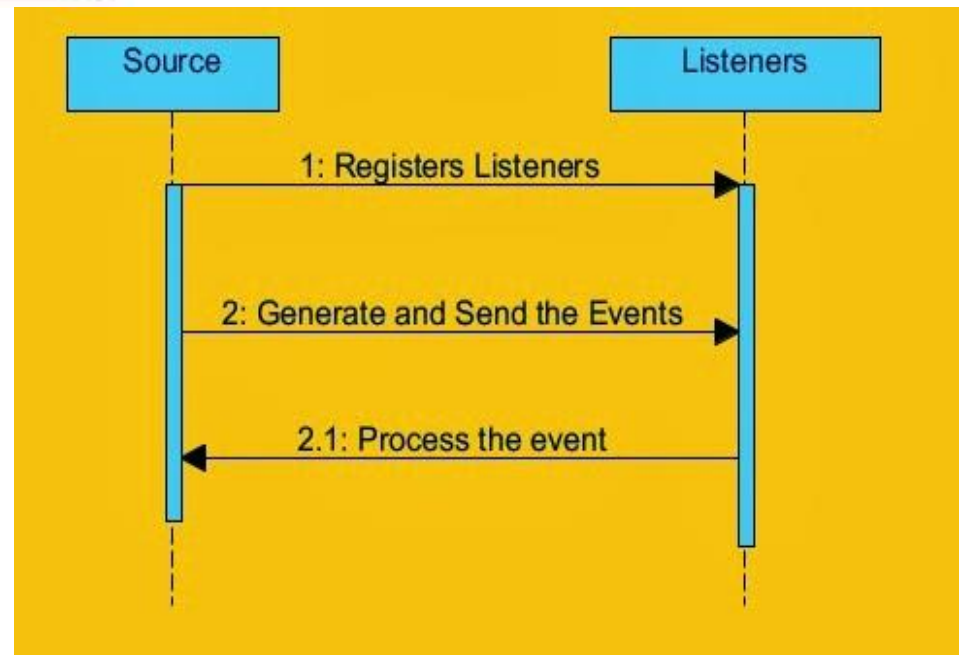 Source
Listeners
1: Registers Listeners
2: Generate and Send the Events
2.1: Process the event